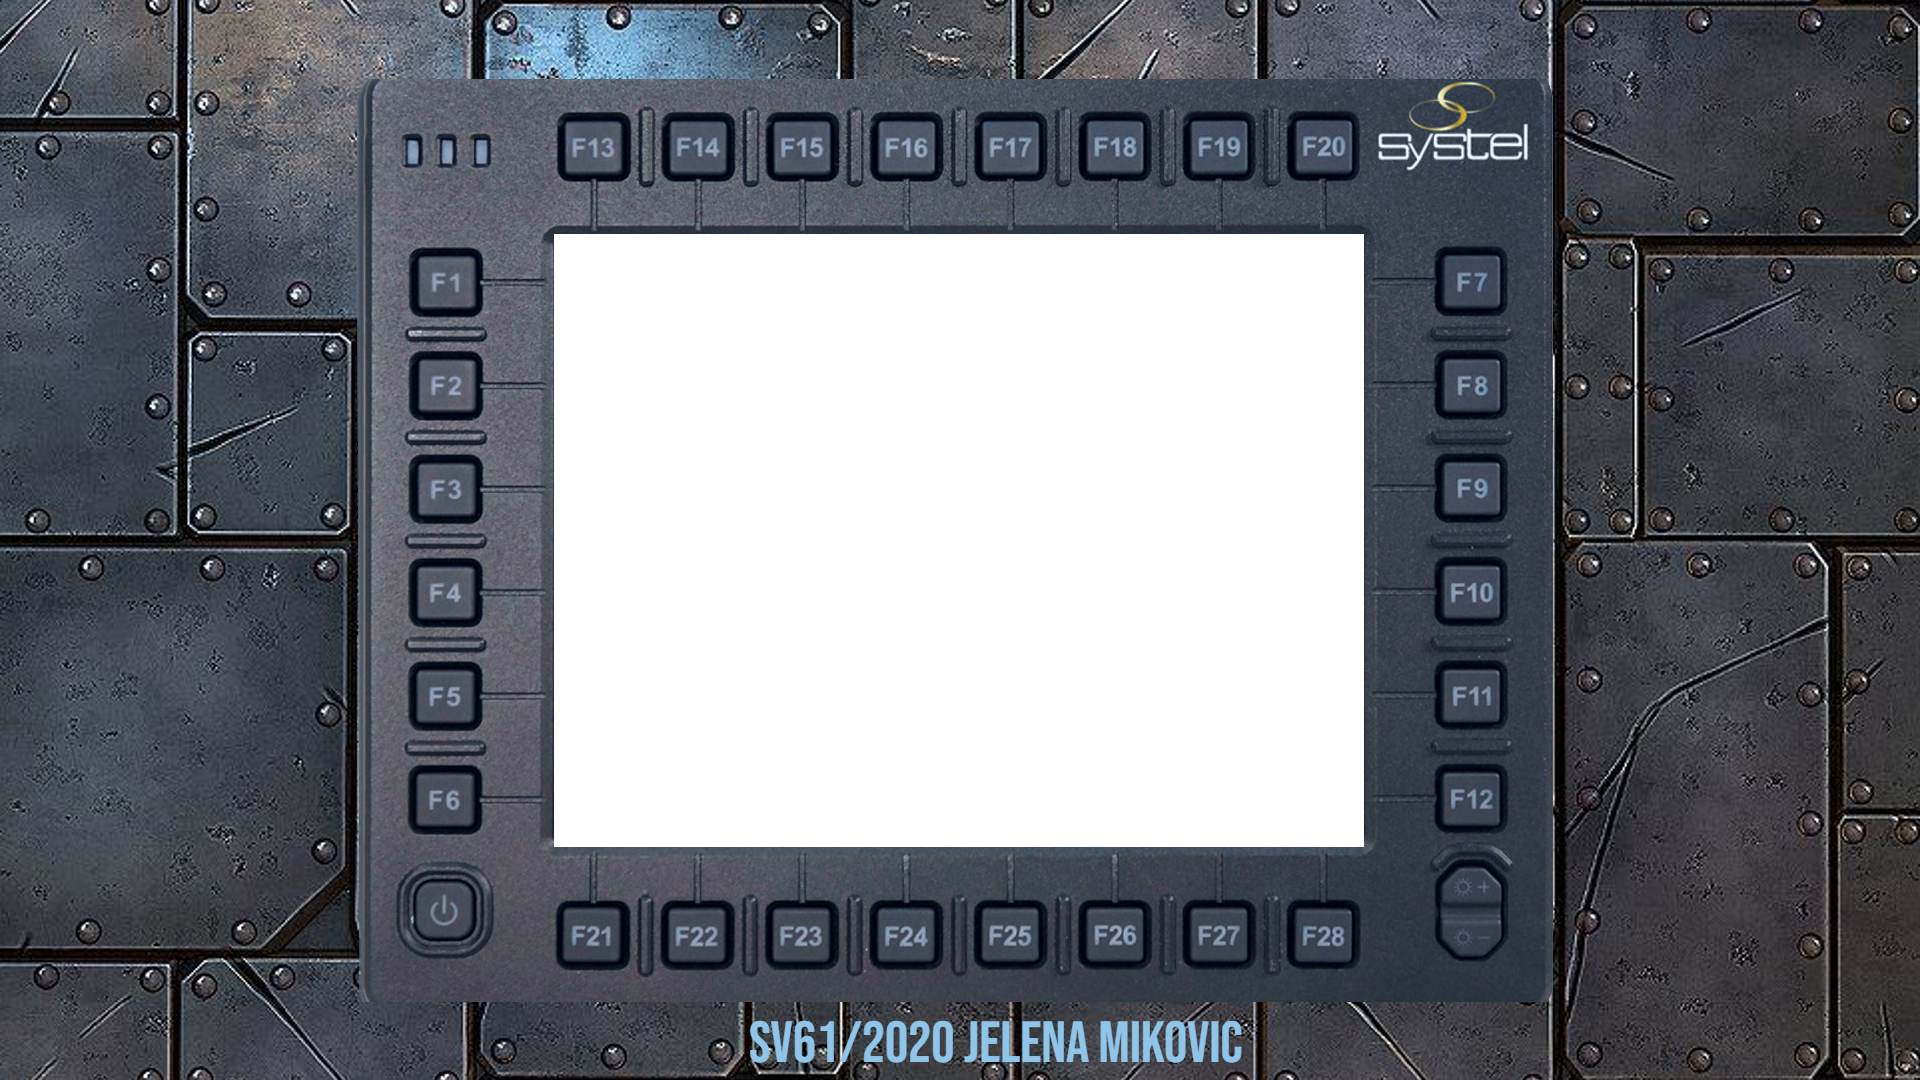 F13 F14 F15 F16 F17 F18 F19 F20 systel
F1 F7
F2 F8
F3 F9
F4 F10
F5 F11
F6 F12
+
-
F21 F22 F23 F24 F25 F26 F27 F28
SV61/2020 JELENA MIKOVIC